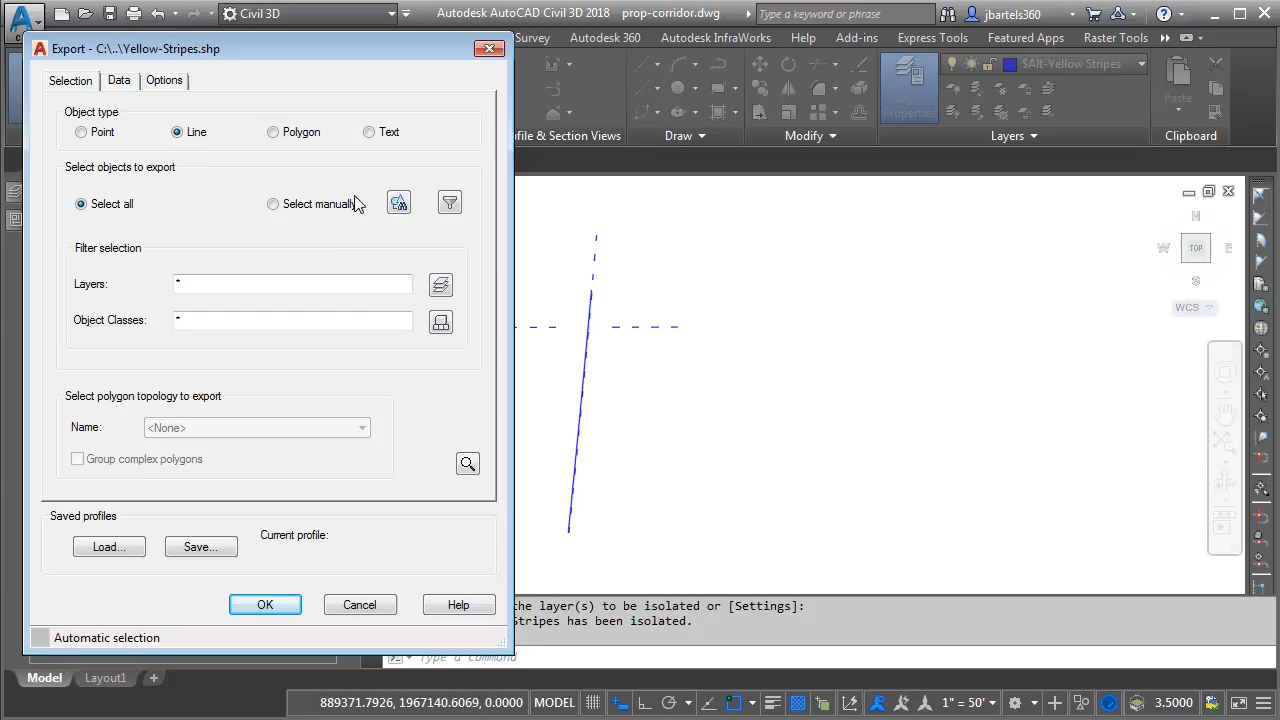 Civil 3D
Autodesk AutoCAD Civil 3D 2018 prop-corridor.dwg
Type a keyword or phrase
jbartels360
Survey
Autodesk 360
Autodesk InfraWorks
Help
Add-ins
Express Tools
Featured Apps
Raster Tools
$Alt-Yellow Stripes
Properties
Paste
file & Section Views
Draw
Modify
Layers
Clipboard
Export - C:\...\Yellow-Stripes.shp
Selection
Data
Options
Object type
Point
Line
Polygon
Text
Select objects to export
Select all
Select manually
Filter selection
Layers:
*
Object Classes:
*
Select polygon topology to export
Name:
<None>
Group complex polygons
Saved profiles
Current profile:
Load...
Save...
OK
Cancel
Help
Automatic selection
N
W
TOP
E
S
WCS
the layer(s) to be isolated or [Settings]:
Stripes has been isolated.
Type a command
Model
Layout1
+
889371.7926, 1967140.6069, 0.0000
MODEL
1" = 50'
3.5000